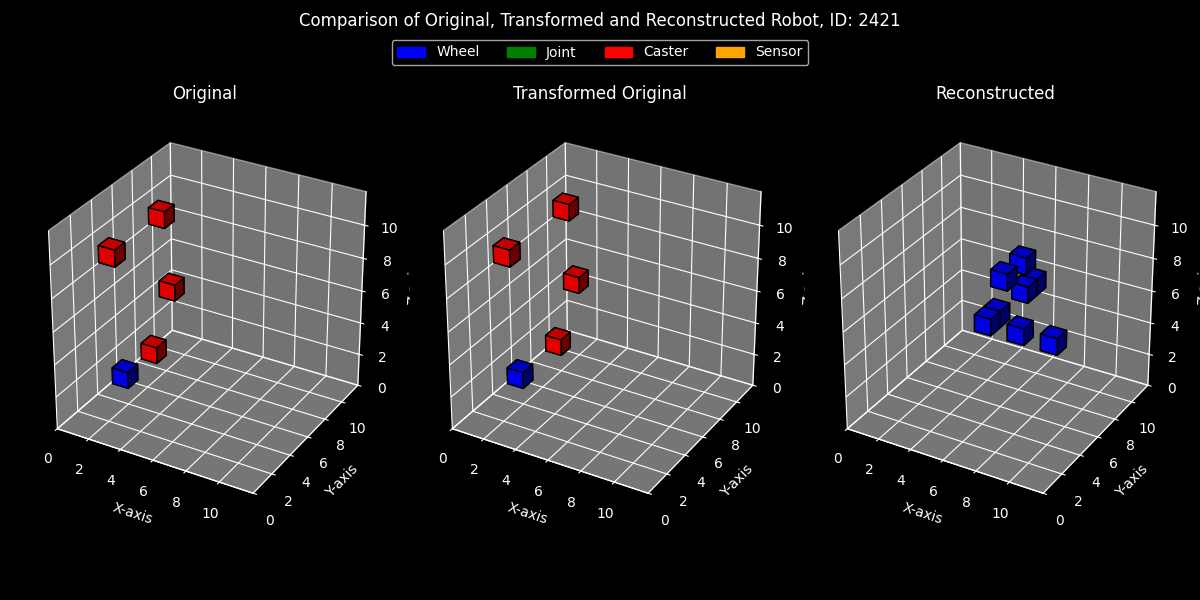 Comparison of Original, Transformed and Reconstructed Robot, ID: 2421
Wheel Joint Caster Sensor
Original Transformed Original Reconstructed
10 10 10
8 8 8
6 6 6
4 4 4
2 2 2
0 0 0
10 10 10
8 8 8
6 6 6
4 4 4
2 2 2
0 0 0
0 2 4 6 8 10 0 2 4 6 8 10 0 2 4 6 8 10
X-axis Y-axis X-axis Y-axis X-axis Y-axis